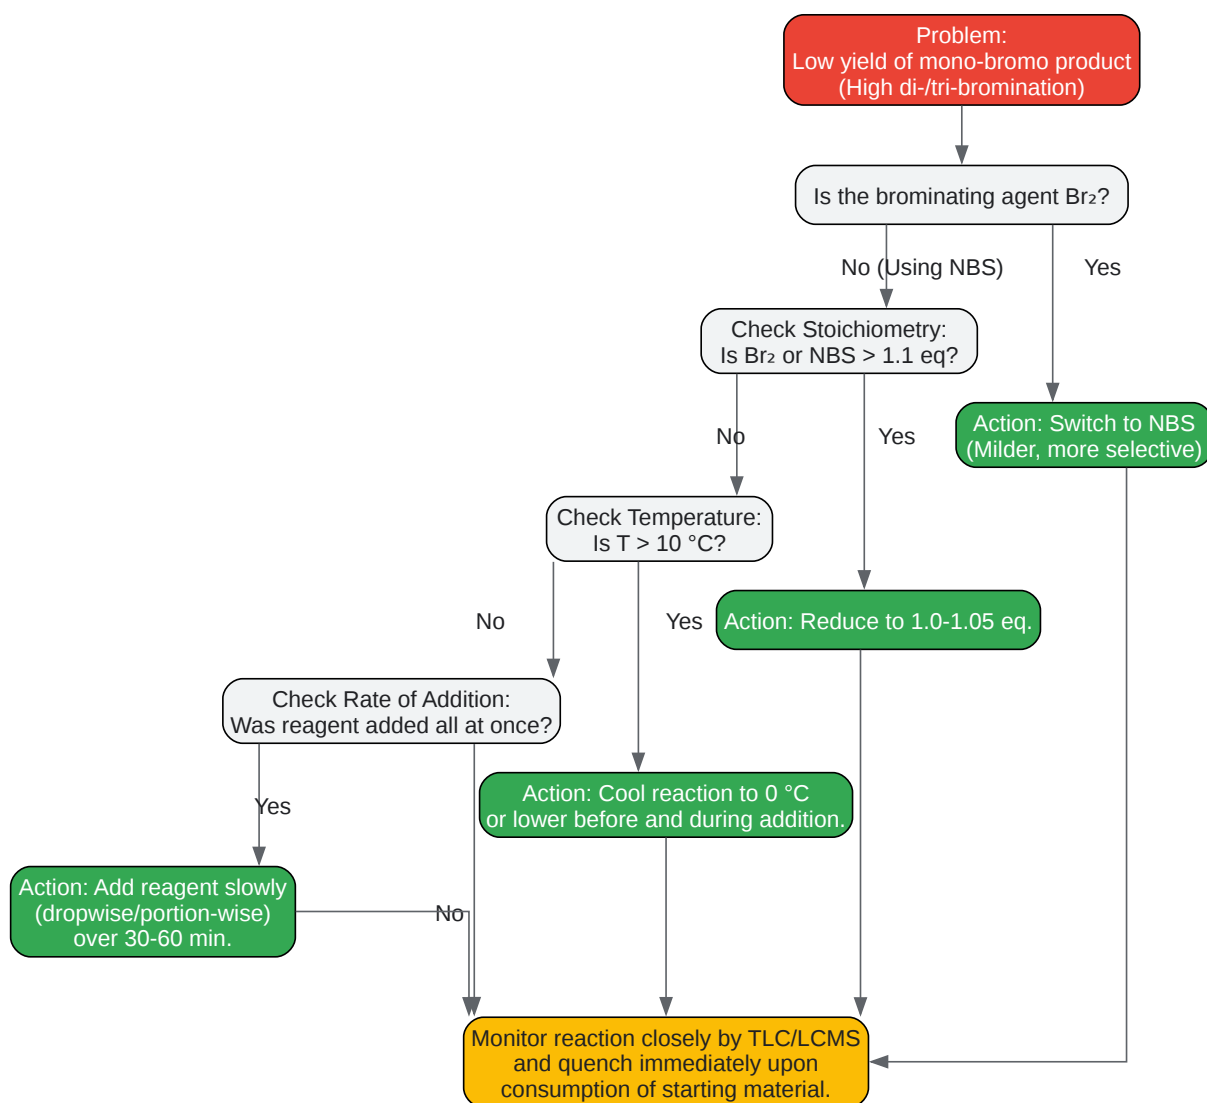 Problem:
Low yield of mono-bromo product
(High di-/tri-bromination)
Is the brominating agent Br₂?
No (Using NBS)
Yes
Check Stoichiometry:
Is Br₂ or NBS > 1.1 eq?
Action: Switch to NBS
(Milder, more selective)
No
Yes
Check Temperature:
Is T > 10 °C?
Action: Reduce to 1.0-1.05 eq.
No
Yes
Check Rate of Addition:
Was reagent added all at once?
Action: Cool reaction to 0 °C
or lower before and during addition.
Yes
Action: Add reagent slowly
(dropwise/portion-wise)
over 30-60 min.
No
Monitor reaction closely by TLC/LCMS
and quench immediately upon
consumption of starting material.